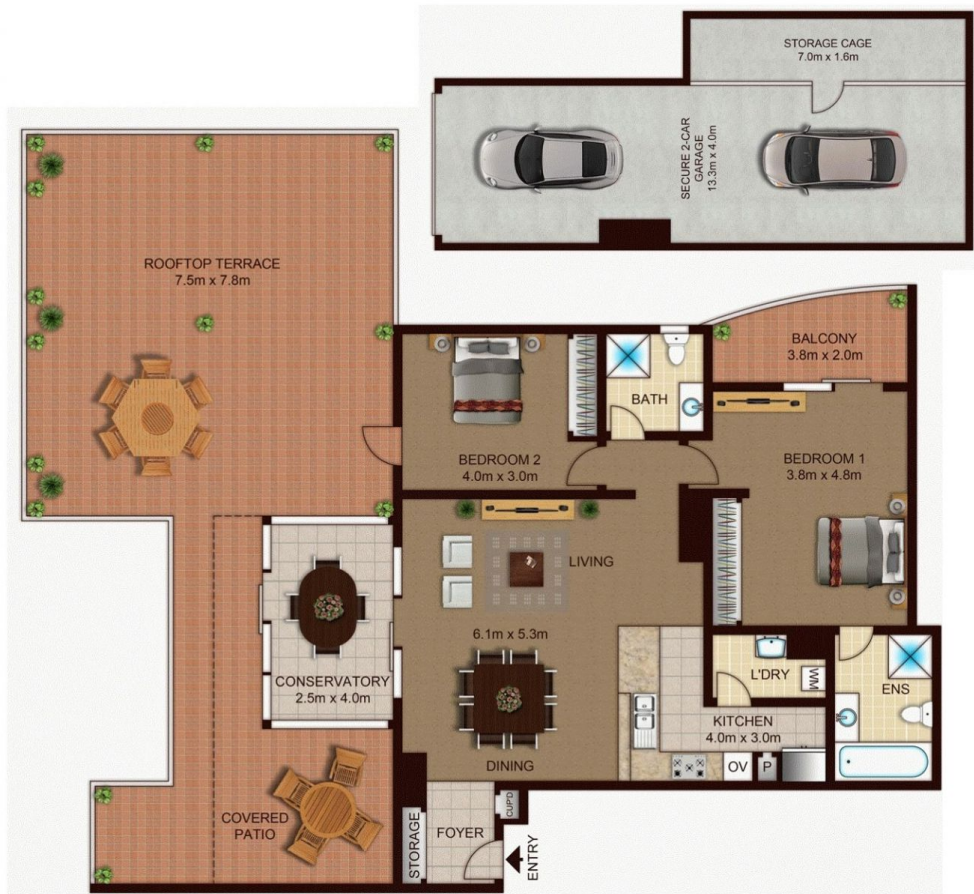 STORAGE CAGE
7.0m x 1.6m
SECURE 2-CAR
GARAGE
13.3m x 4.0m
ROOFTOP TERRACE
7.5m x 7.8m
BALCONY
3.8m x 2.0m
BATH
BEDROOM 2
4.0m x 3.0m
BEDROOM 1
3.8m x 4.8m
LIVING
6.1m x 5.3m
CONSERVATORY
2.5m x 4.0m
L'DRY
WM
ENS
KITCHEN
4.0m x 3.0m
DINING
OV
P
COVERED
PATIO
STORAGE
FOYER
CUP'D
ENTRY